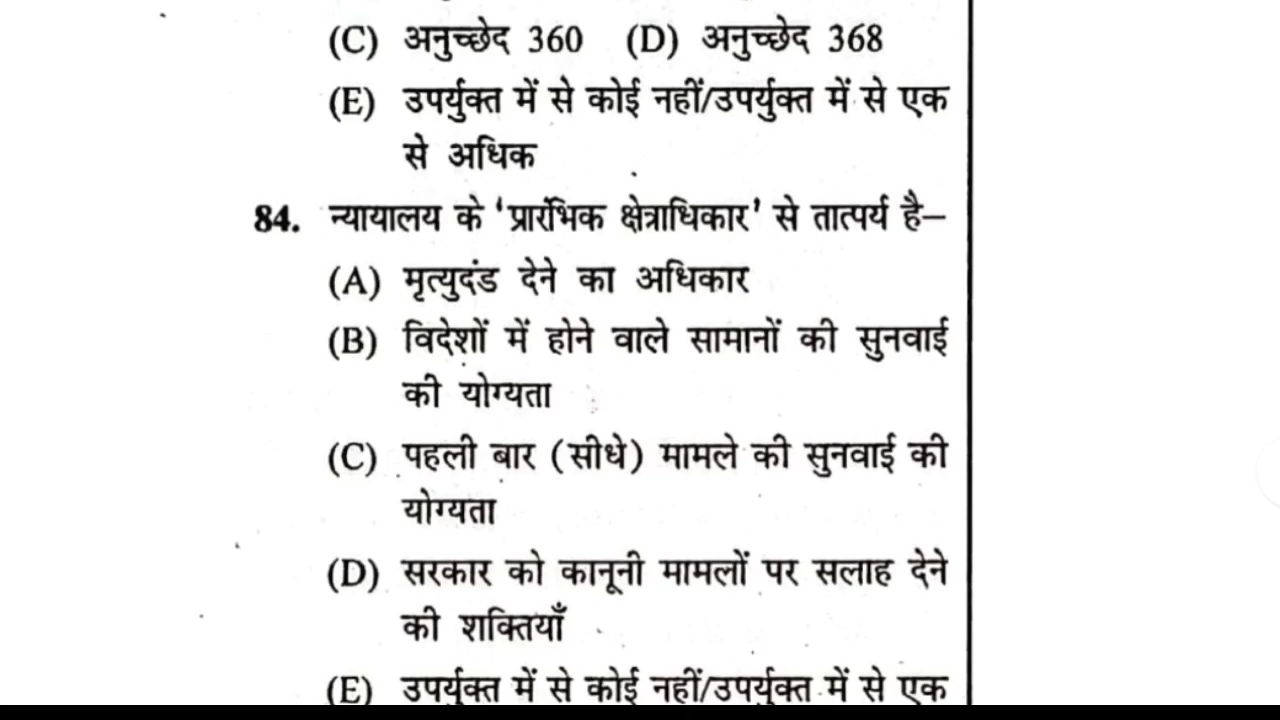 (C) अनुच्छेद 360 (D) अनुच्छेद 368
(E) उपर्युक्त में से कोई नहीं/उपर्युक्त में से एक
से अधिक
84. न्यायालय के 'प्रारंभिक क्षेत्राधिकार' से तात्पर्य है–
(A) मृत्युदंड देने का अधिकार
(B) विदेशों में होने वाले सामानों की सुनवाई
की योग्यता
(C) पहली बार (सीधे) मामले की सुनवाई की
योग्यता
(D) सरकार को कानूनी मामलों पर सलाह देने
की शक्तियाँ
(E) उपर्युक्त में से कोई नहीं/उपर्युक्त में से एक